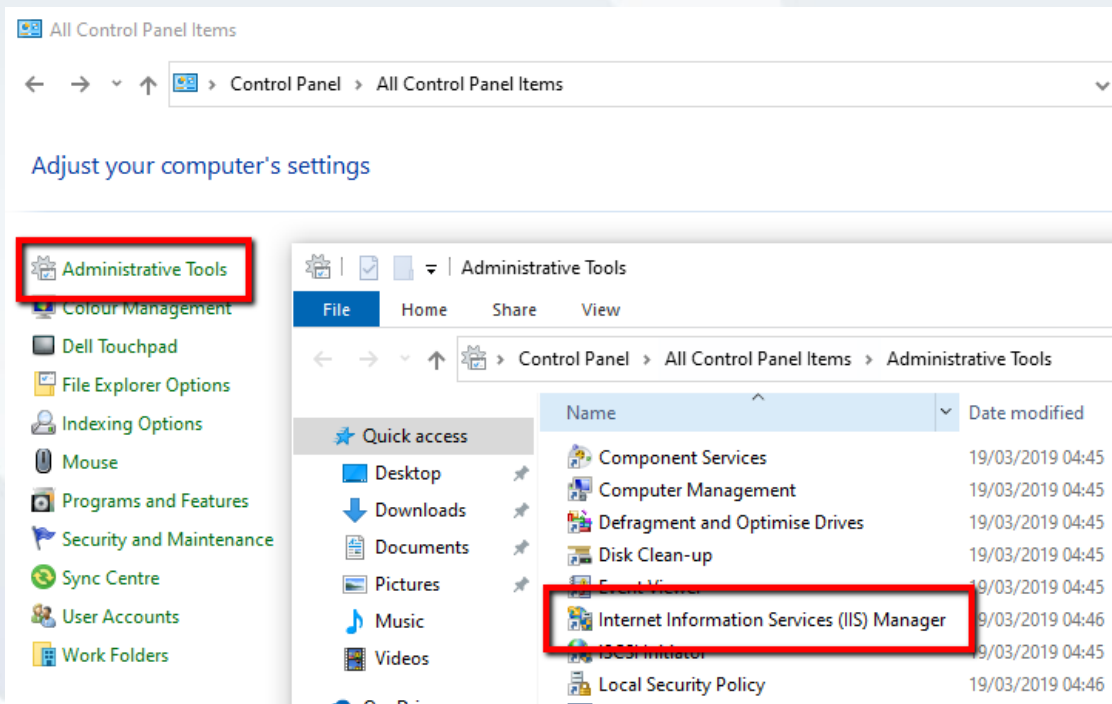 All Control Panel Items
Control Panel > All Control Panel Items
Adjust your computer's settings
Administrative Tools
Colour Management
Dell Touchpad
File Explorer Options
Indexing Options
Mouse
Programs and Features
Security and Maintenance
Sync Centre
User Accounts
Work Folders
Administrative Tools
File Home Share View
Control Panel > All Control Panel Items > Administrative Tools
Quick access
Desktop
Downloads
Documents
Pictures
Music
Videos
Name Date modified
Component Services 19/03/2019 04:45
Computer Management 19/03/2019 04:45
Defragment and Optimise Drives 19/03/2019 04:45
Disk Clean-up 19/03/2019 04:45
Event Viewer 19/03/2019 04:45
Internet Information Services (IIS) Manager 19/03/2019 04:46
iSCSI Initiator 19/03/2019 04:45
Local Security Policy 19/03/2019 04:46